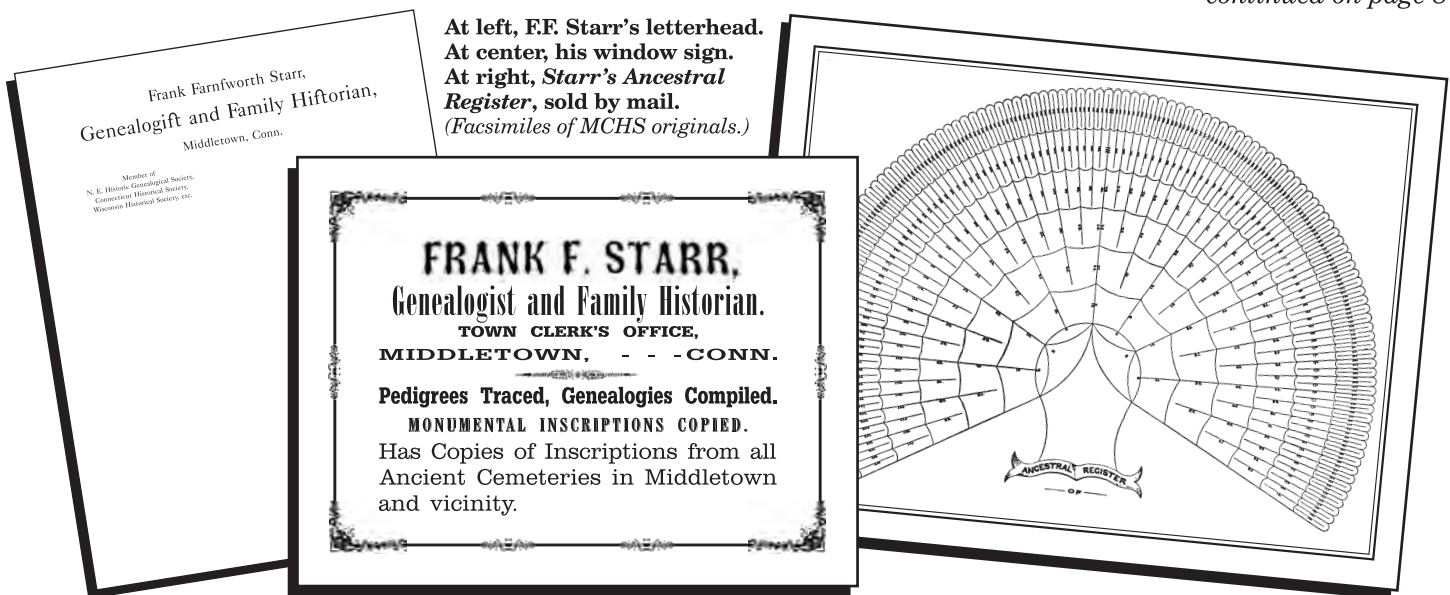 continued on page
At left, F.F. Starr's letterhead.
At center, his window sign.
At right, Starr's Ancestral
Register, sold by mail.
(Facsimiles of MCHS originals.)
Frank Farnſworth Starr,
Genealogiſt and Family Hiſtorian,
Middletown, Conn.
Member of
N. E. Historic Genealogical Society,
Connecticut Historical Society,
Wisconsin Historical Society, etc.
FRANK F. STARR,
Genealogist and Family Historian.
TOWN CLERK'S OFFICE,
MIDDLETOWN, - - -CONN.
Pedigrees Traced, Genealogies Compiled.
MONUMENTAL INSCRIPTIONS COPIED.
Has Copies of Inscriptions from all
Ancient Cemeteries in Middletown
and vicinity.
ANCESTRAL REGISTER
— OF —